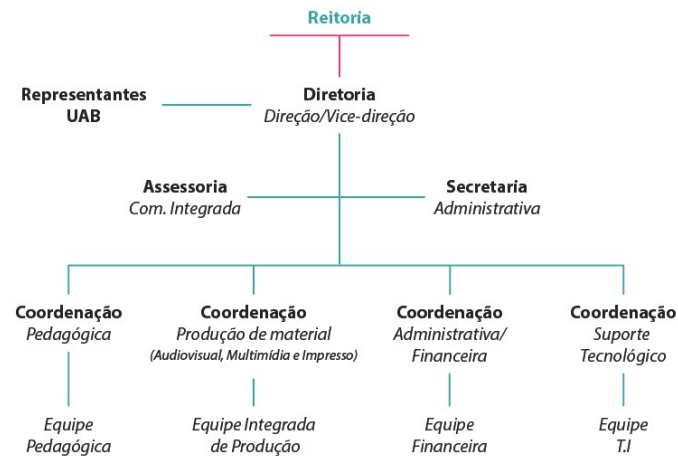 Reitoria
Representantes
UAB
Diretoria
Direção/Vice-direção
Assessoria
Com. Integrada
Secretaria
Administrativa
Coordenação
Pedagógica
Coordenação
Produção de material
(Audiovisual, Multimídia e Impresso)
Coordenação
Administrativa/
Financeira
Coordenação
Suporte
Tecnológico
Equipe
Pedagógica
Equipe Integrada
de Produção
Equipe
Financeira
Equipe
T.I